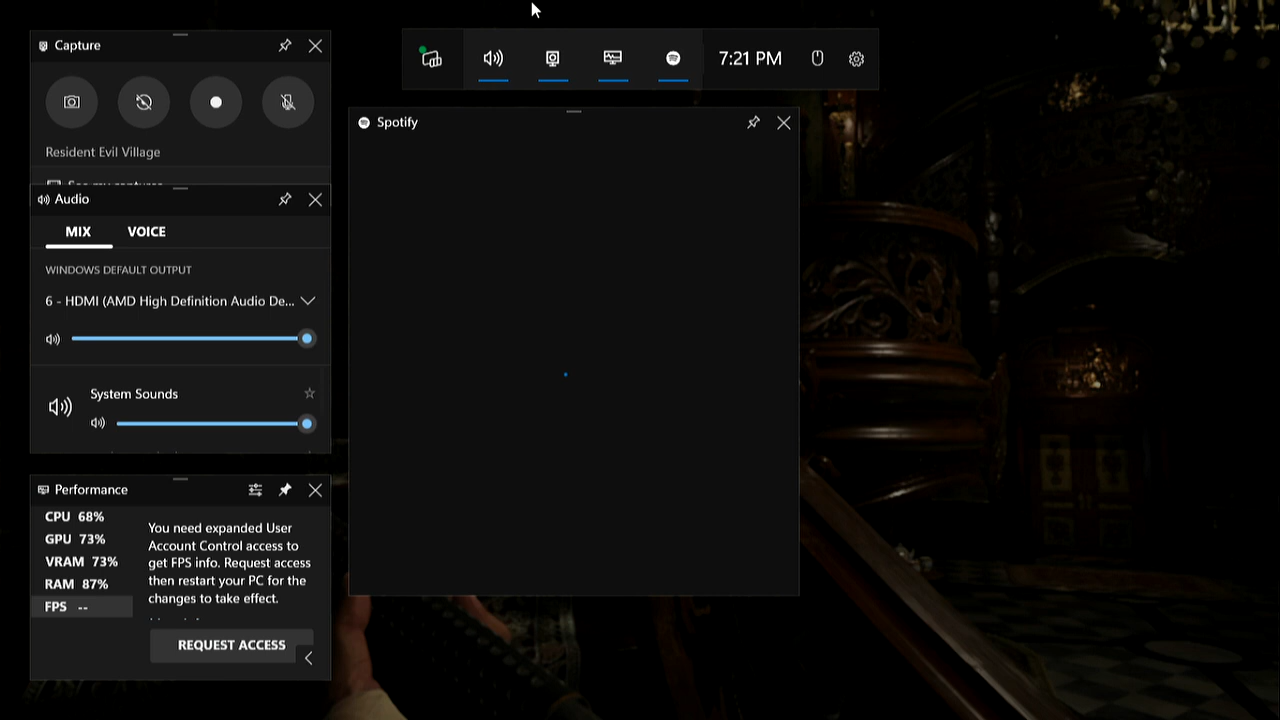 Capture
7:21 PM
Spotify
Resident Evil Village
See my captures
Audio
MIX
VOICE
WINDOWS DEFAULT OUTPUT
6 - HDMI (AMD High Definition Audio De...
System Sounds
Performance
CPU 68%
GPU 73%
VRAM 73%
RAM 87%
FPS --
You need expanded User
Account Control access to
get FPS info. Request access
then restart your PC for the
changes to take effect.
REQUEST ACCESS